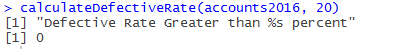 > calculateDefectiveRate(accounts2016, 20)
[1] "Defective Rate Greater than %s percent"
[1] 0